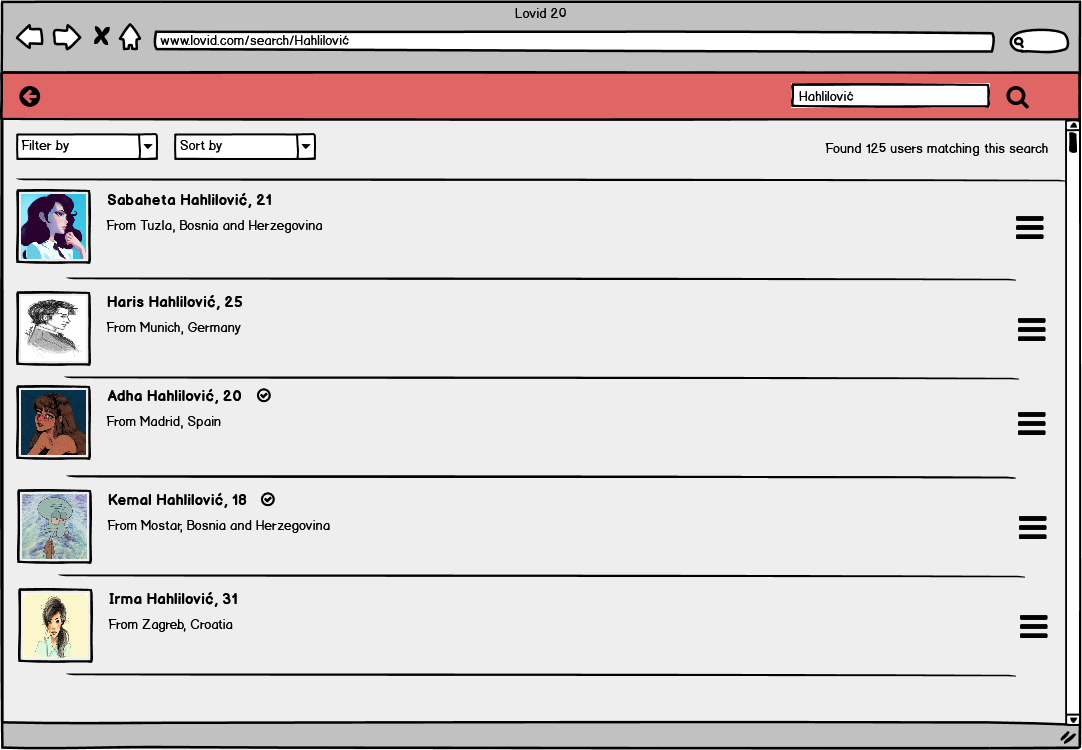 Lovid 20
www.lovid.com/search/Hahlilović
Hahlilović
Filter by
Sort by
Found 125 users matching this search
Sabaheta Hahlilović, 21
From Tuzla, Bosnia and Herzegovina
Haris Hahlilović, 25
From Munich, Germany
Adha Hahlilović, 20
From Madrid, Spain
Kemal Hahlilović, 18
From Mostar, Bosnia and Herzegovina
Irma Hahlilović, 31
From Zagreb, Croatia